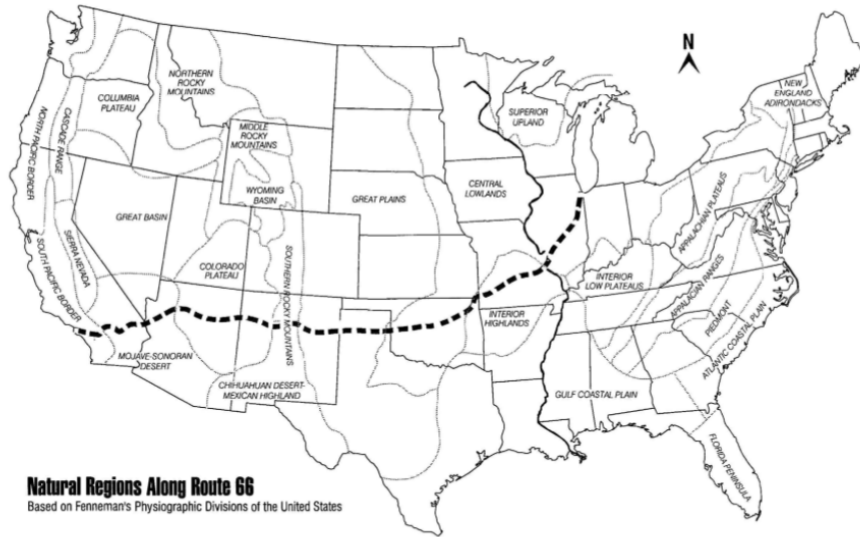 N
NORTHERN
ROCKY
MOUNTAINS
COLUMBIA
PLATEAU
NORTH PACIFIC BORDER
CASCADE RANGE
MIDDLE
ROCKY
MOUNTAINS
WYOMING
BASIN
GREAT BASIN
SIERRA NEVADA
SOUTH PACIFIC BORDER
COLORADO
PLATEAU
SOUTHERN ROCKY MOUNTAINS
GREAT PLAINS
SUPERIOR
UPLAND
CENTRAL
LOWLANDS
NEW
ENGLAND
ADIRONDACKS
APPALACHIAN PLATEAUS
INTERIOR
LOW PLATEAUS
APPALACIAN RANGES
PIEDMONT
ATLANTIC COASTAL PLAIN
INTERIOR
HIGHLANDS
MOJAVE-SONORAN
DESERT
CHIHUAHUAN DESERT-
MEXICAN HIGHLAND
GULF COASTAL PLAIN
FLORIDA PENINSULA
Natural Regions Along Route 66
Based on Fenneman's Physiographic Divisions of the United States